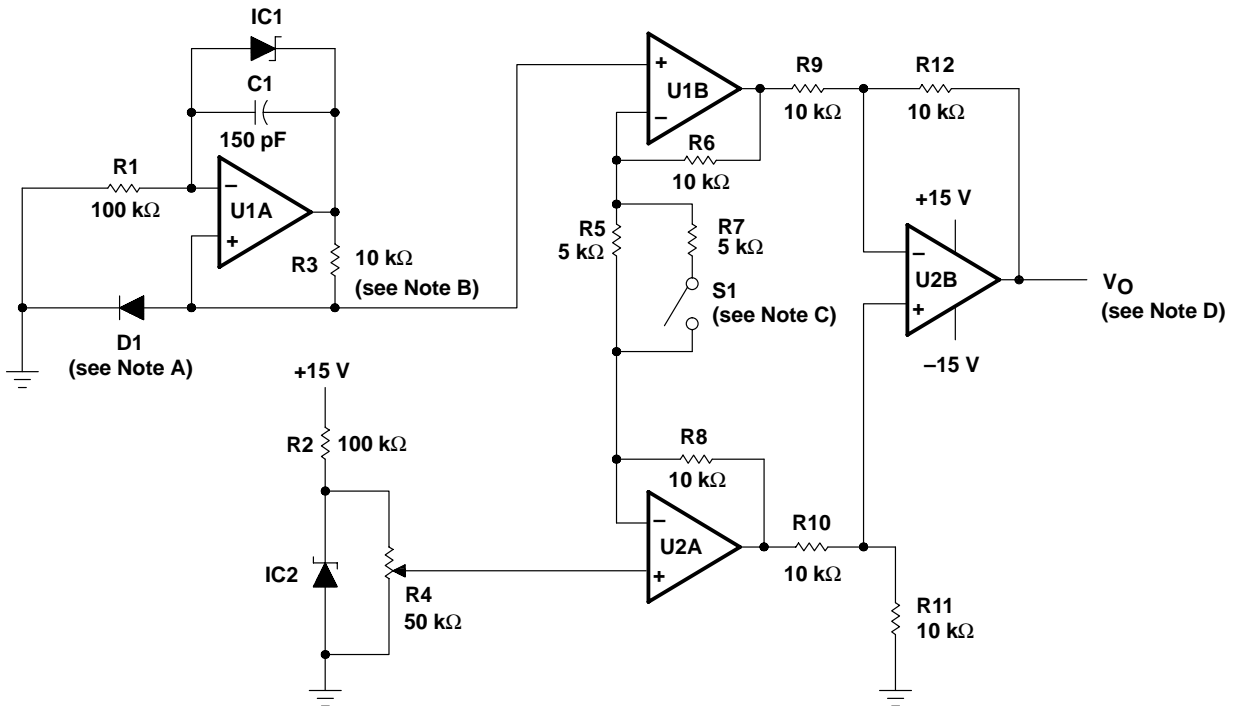 IC1
C1
150 pF
R1
100 kΩ
−
U1A
+
R3
10 kΩ
(see Note B)
D1
(see Note A)
+15 V
R2
100 kΩ
IC2
R4
50 kΩ
+
U1B
−
R6
10 kΩ
R5
5 kΩ
R7
5 kΩ
S1
(see Note C)
R8
10 kΩ
−
U2A
+
R9
10 kΩ
R12
10 kΩ
+15 V
−
U2B
+
−15 V
VO
(see Note D)
R10
10 kΩ
R11
10 kΩ